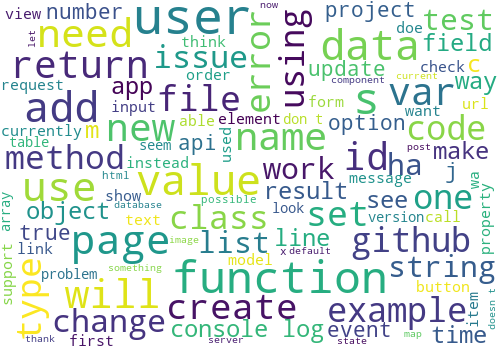 view number user error using data project doe test now
let need issue think update field c
return app order check way
request add file input form url
currently m new able element don t var component current want code
table method seem api name option id post ha make
html instead used work message j wa
use show value result see one property
array object database possible look set version call
true text class list line github string
support link page model x default button item doesn t
type problem will image function example
something change create console log event time
thank first server state map
s